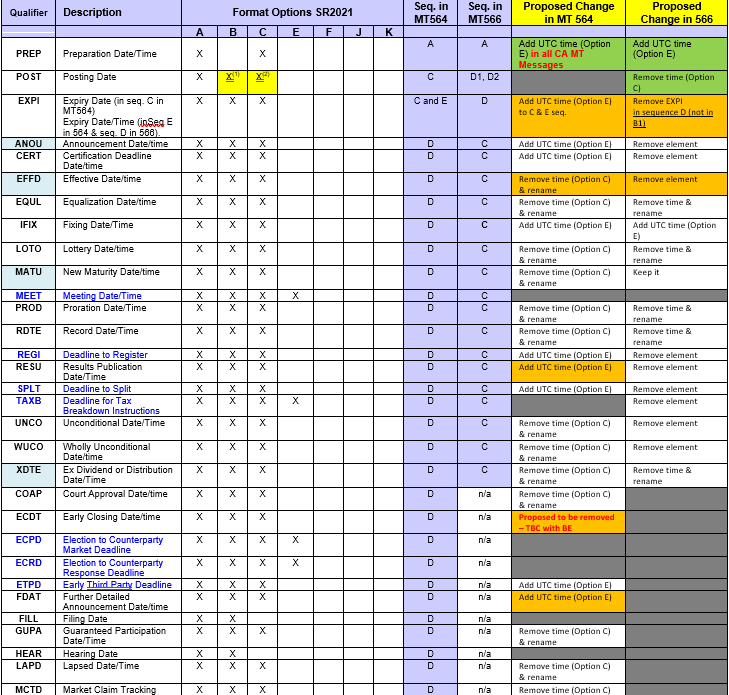 Qualifier Description Format Options SR2021 Seq. in MT564 Seq. in MT566 Proposed Change in MT 564 Proposed Change in 566
A B C E F J K
PREP Preparation Date/Time X X A A Add UTC time (Option E) in all CA MT Messages Add UTC time (Option E)
POST Posting Date X X(1) X(2) C D1, D2 Remove time (Option C)
EXPI Expiry Date (in seq. C in MT564) Expiry Date/Time (inSeq E in 564 & seq. D in 566). X X X C and E D Add UTC time (Option E) to C & E seq. Remove EXPI in sequence D (not in B1)
ANOU Announcement Date/time X X X D C Add UTC time (Option E) Remove element
CERT Certification Deadline Date/Time X X X D C Add UTC time (Option E) Remove element
EFFD Effective Date/Time X X X D C Remove time (Option C) & rename Remove element
EQUL Equalization Date/Time X X X D C Remove time (Option C) & rename Remove time & rename
IFIX Fixing Date/Time X X X D C Add UTC time (Option E) Add UTC time (Option E)
LOTO Lottery Date/time X X X D C Remove time (Option C) & rename Remove time & rename
MATU New Maturity Date/time X X X D C Remove time (Option C) & rename Keep it
MEET Meeting Date/Time X X X X D C
PROD Proration Date/Time X X X D C Remove time (Option C) & rename Remove time & rename
RDTE Record Date/Time X X X D C Remove time (Option C) & rename Remove time & rename
REGI Deadline to Register X X X D C Add UTC time (Option E) Remove element
RESU Results Publication Date/Time X X X D C Add UTC time (Option E) Remove element
SPLT Deadline to Split X X X D C Add UTC time (Option E) Remove element
TAXB Deadline for Tax Breakdown Instructions X X X X D C Remove element
UNCO Unconditional Date/Time X X X D C Remove time (Option C) & rename Remove element
WUCO Wholly Unconditional Date/Time X X X D C Remove time (Option C) & rename Remove element
XDTE Ex Dividend or Distribution Date/Time X X X D C Remove time (Option C) & rename Remove time & rename
COAP Court Approval Date/time X X X D n/a Remove time (Option C) & rename
ECDT Early Closing Date/time X X X D n/a Proposed to be removed – TBC with BE
ECPD Election to Counterparty Market Deadline X X X X D n/a
ECRD Election to Counterparty Response Deadline X X X X D n/a
ETPD Early Third Party Deadline X X X D n/a Add UTC time (Option E)
FDAT Further Detailed Announcement Date/time X X X D n/a Add UTC time (Option E)
FILL Filing Date X X D n/a
GUPA Guaranteed Participation Date/Time X X X D n/a Remove time (Option C) & rename
HEAR Hearing Date X X D n/a
LAPD Lapsed Date/Time X X X D n/a Remove time (Option C) & rename
MCTD Market Claim Tracking X X X D n/a Remove time (Option C)